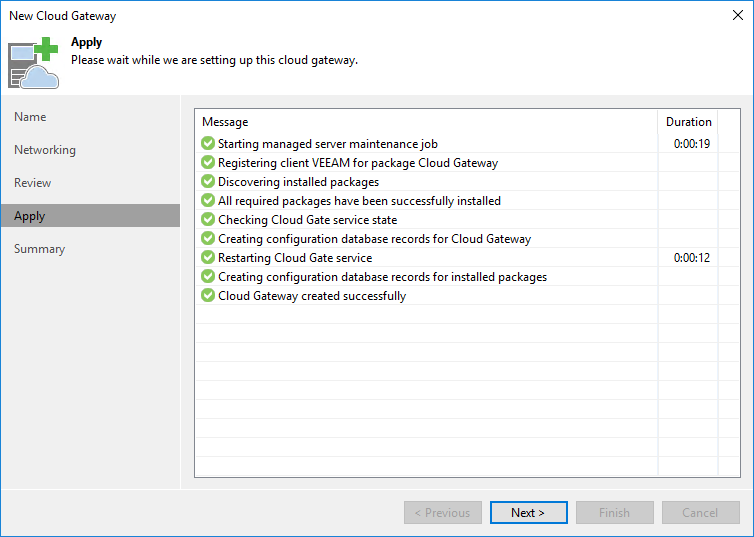 New Cloud Gateway
Apply
Please wait while we are setting up this cloud gateway.
Name
Networking
Review
Apply
Summary
Message Duration
Starting managed server maintenance job 0:00:19
Registering client VEEAM for package Cloud Gateway
Discovering installed packages
All required packages have been successfully installed
Checking Cloud Gate service state
Creating configuration database records for Cloud Gateway
Restarting Cloud Gate service 0:00:12
Creating configuration database records for installed packages
Cloud Gateway created successfully
< Previous Next > Finish Cancel